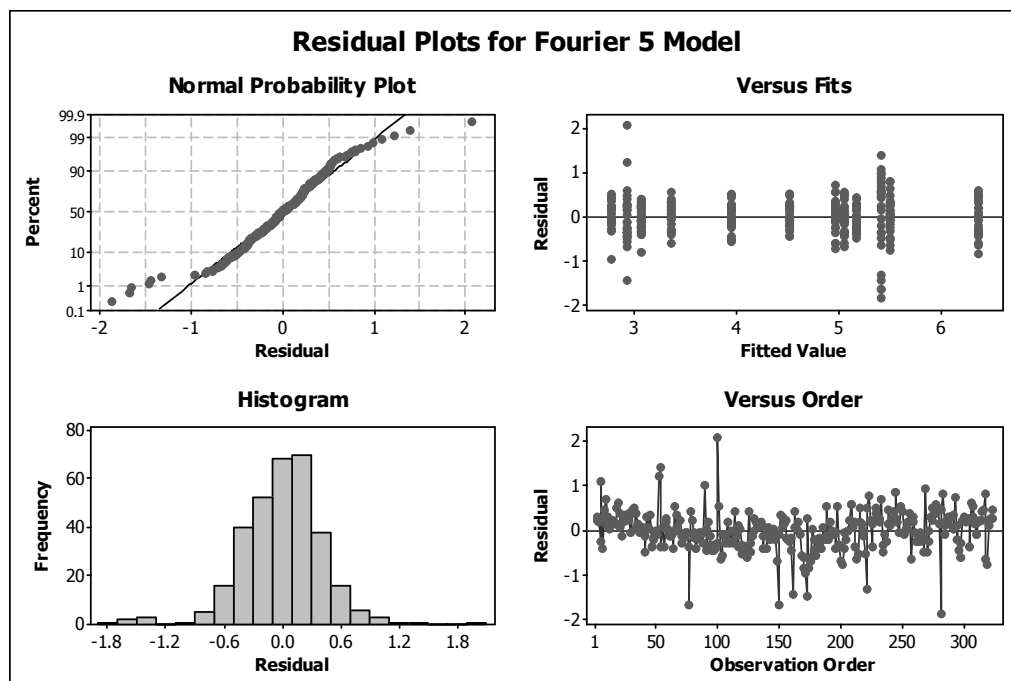 Residual Plots for Fourier 5 Model
Normal Probability Plot
99.9
99
90
50
10
1
0.1
Percent
-2 -1 0 1 2
Residual
Versus Fits
2
1
0
-1
-2
Residual
3 4 5 6
Fitted Value
Histogram
80
60
40
20
0
Frequency
-1.8 -1.2 -0.6 0.0 0.6 1.2 1.8
Residual
Versus Order
2
1
0
-1
-2
Residual
1 50 100 150 200 250 300
Observation Order